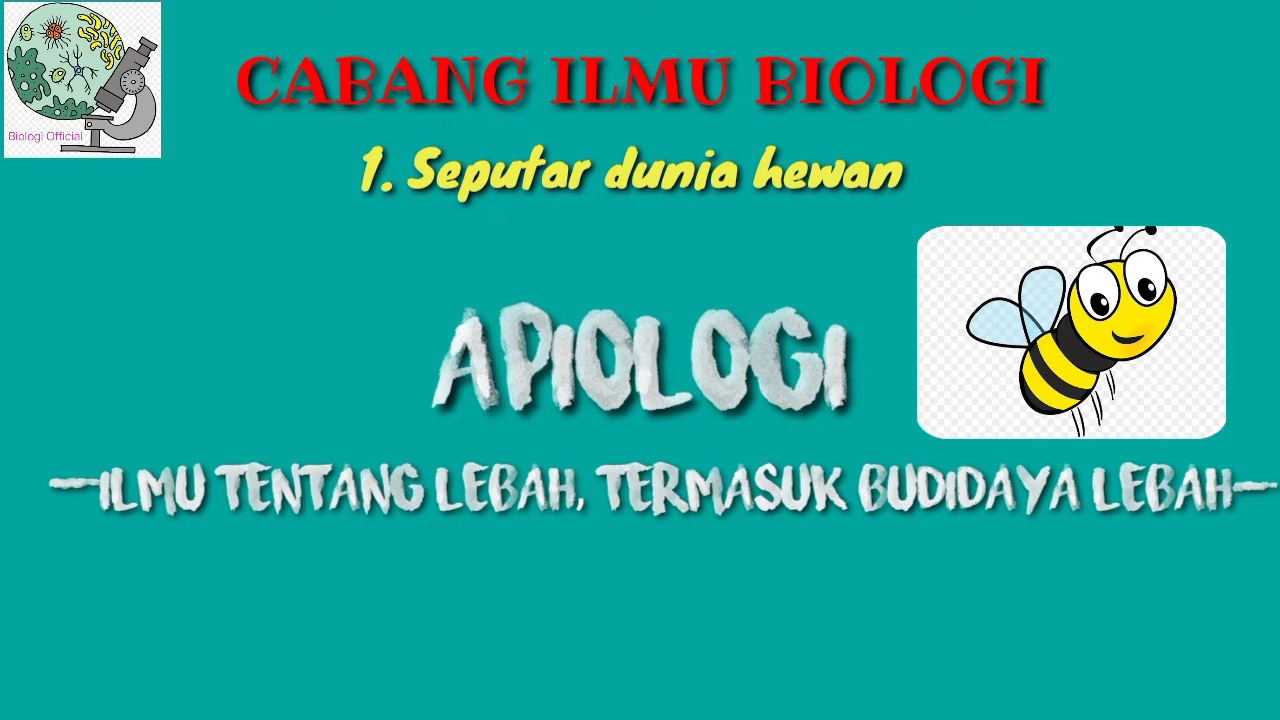 Biologi Official
CABANG ILMU BIOLOGI
1. Seputar dunia hewan
APIOLOGI
—ILMU TENTANG LEBAH, TERMASUK BUDIDAYA LEBAH—